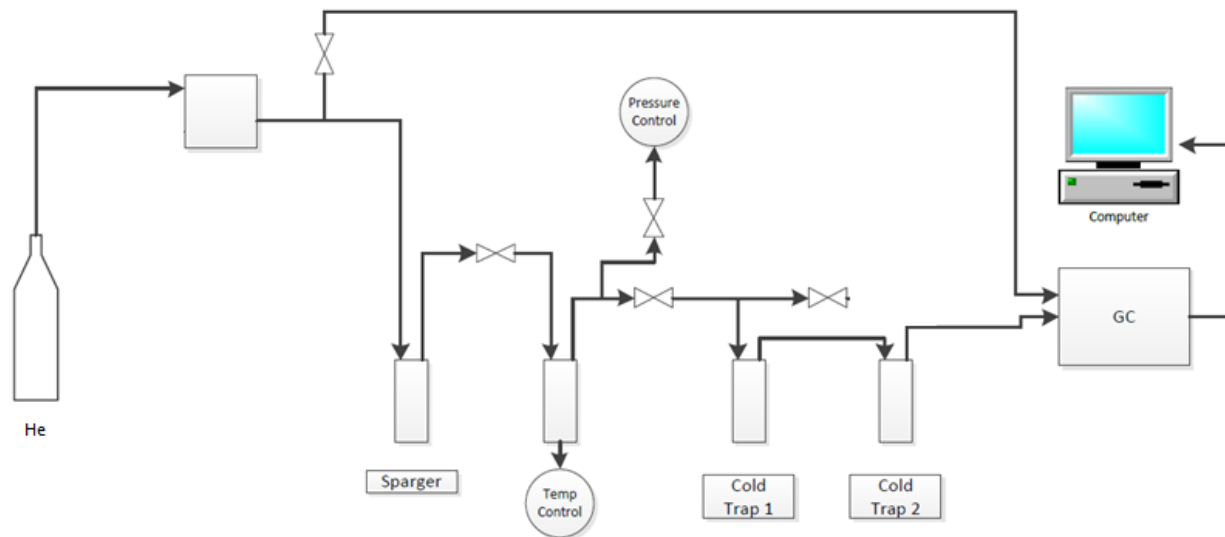 Pressure
Control
Computer
GC
He
Sparger
Temp
Control
Cold
Trap 1
Cold
Trap 2